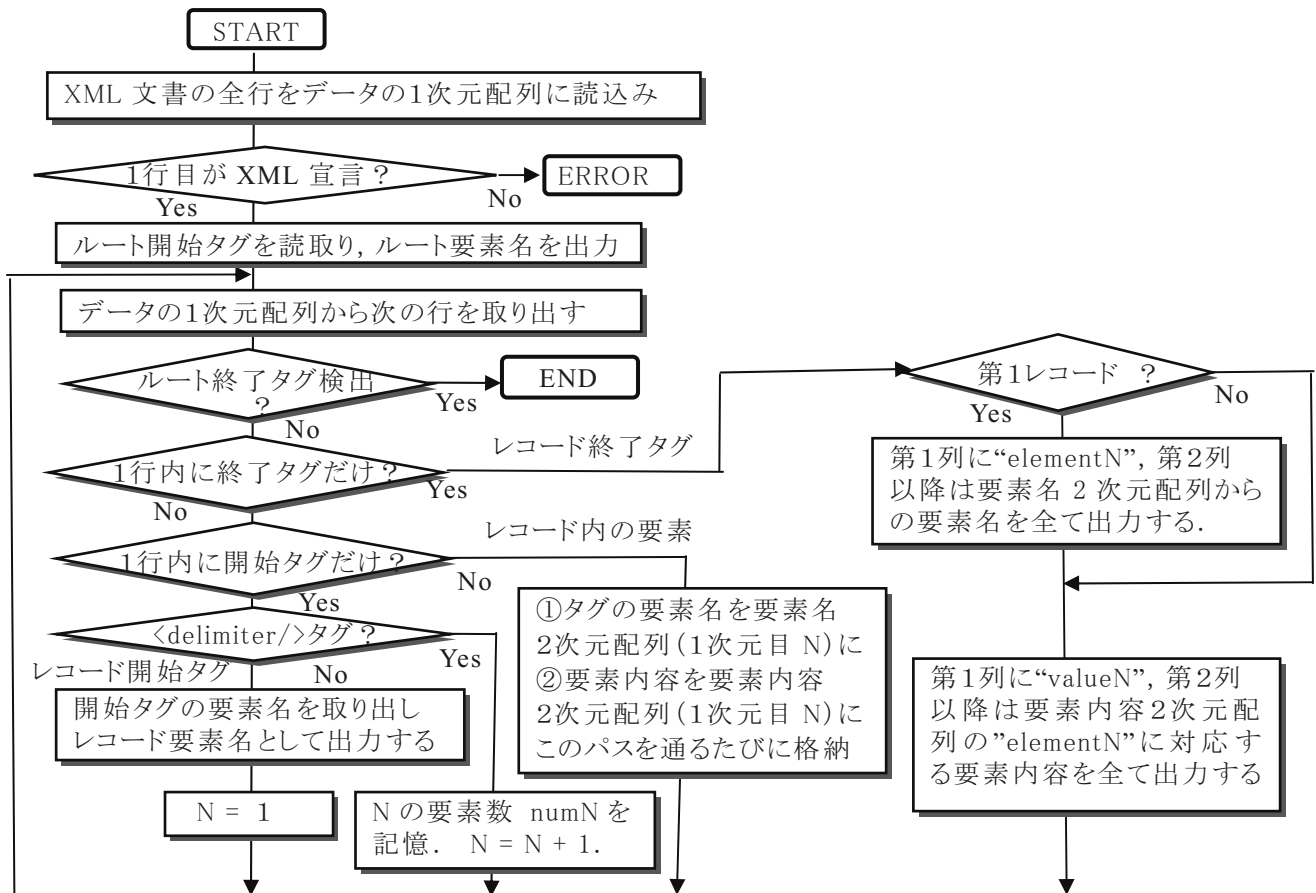 START
XML 文書の全行をデータの1次元配列に読込み
1行目が XML 宣言？
ERROR
Yes
No
ルート開始タグを読取り, ルート要素名を出力
データの1次元配列から次の行を取り出す
ルート終了タグ検出
？
END
Yes
No
1行内に終了タグだけ？
レコード終了タグ
Yes
No
1行内に開始タグだけ？
レコード内の要素
No
Yes
<delimiter/>タグ？
Yes
レコード開始タグ
No
開始タグの要素名を取り出し
レコード要素名として出力する
N = 1
N の要素数 numN を
記憶． N = N + 1．
①タグの要素名を要素名
2次元配列(1次元目 N)に
②要素内容を要素内容
2次元配列(1次元目 N)に
このパスを通るたびに格納
第1レコード ？
No
Yes
第1列に“elementN”, 第2列
以降は要素名 2 次元配列から
の要素名を全て出力する．
第1列に“valueN”, 第2列
以降は要素内容2次元配
列の”elementN”に対応す
る要素内容を全て出力する